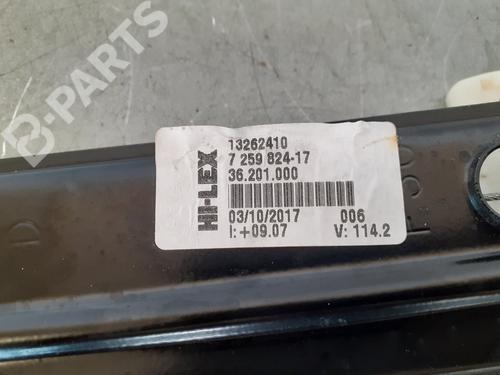 B-PARTS
13262410
7 259 824-17
36.201.000
HI-LEX
03/10/2017 006
I:+09.07 V: 114.2
D
F30